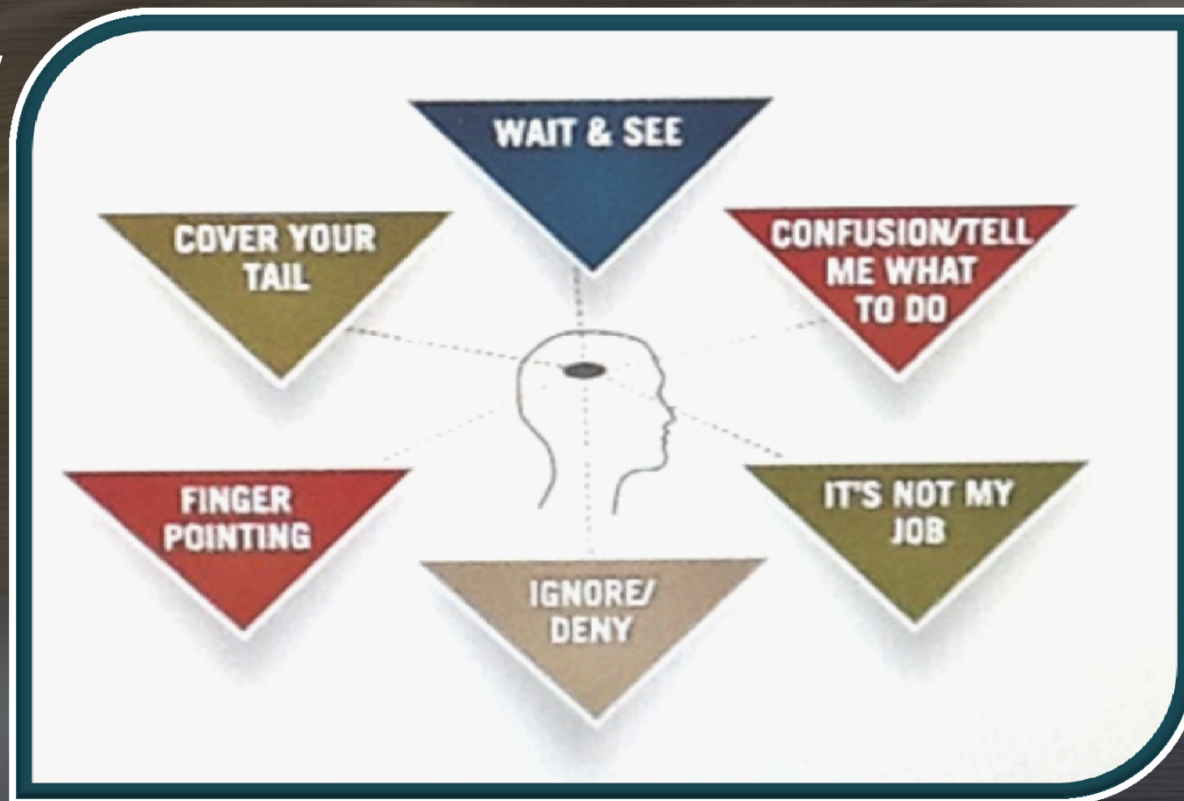 WAIT & SEE
COVER YOUR
TAIL
CONFUSION/TELL
ME WHAT
TO DO
FINGER
POINTING
IT'S NOT MY
JOB
IGNORE/
DENY